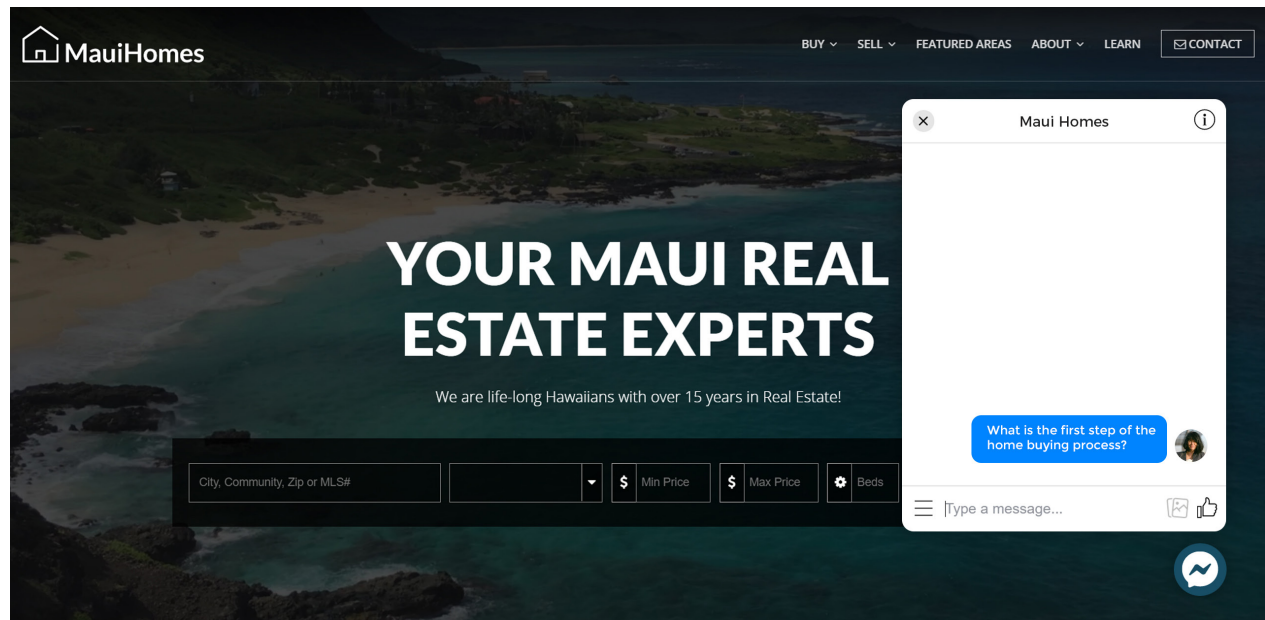 MauiHomes
BUY
SELL
FEATURED AREAS
ABOUT
LEARN
CONTACT
YOUR MAUI REAL
ESTATE EXPERTS
We are life-long Hawaiians with over 15 years in Real Estate!
City, Community, Zip or MLS#
$ Min Price
$ Max Price
Beds
Maui Homes
What is the first step of the
home buying process?
Type a message...